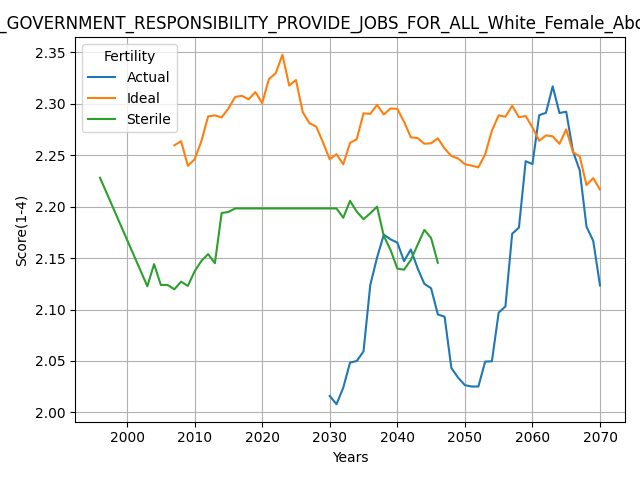 _GOVERNMENT_RESPONSIBILITY_PROVIDE_JOBS_FOR_ALL_White_Female_Abo
Fertility
Actual
Ideal
Sterile
Score(1-4)
2.35
2.30
2.25
2.20
2.15
2.10
2.05
2.00
2000 2010 2020 2030 2040 2050 2060 2070
Years